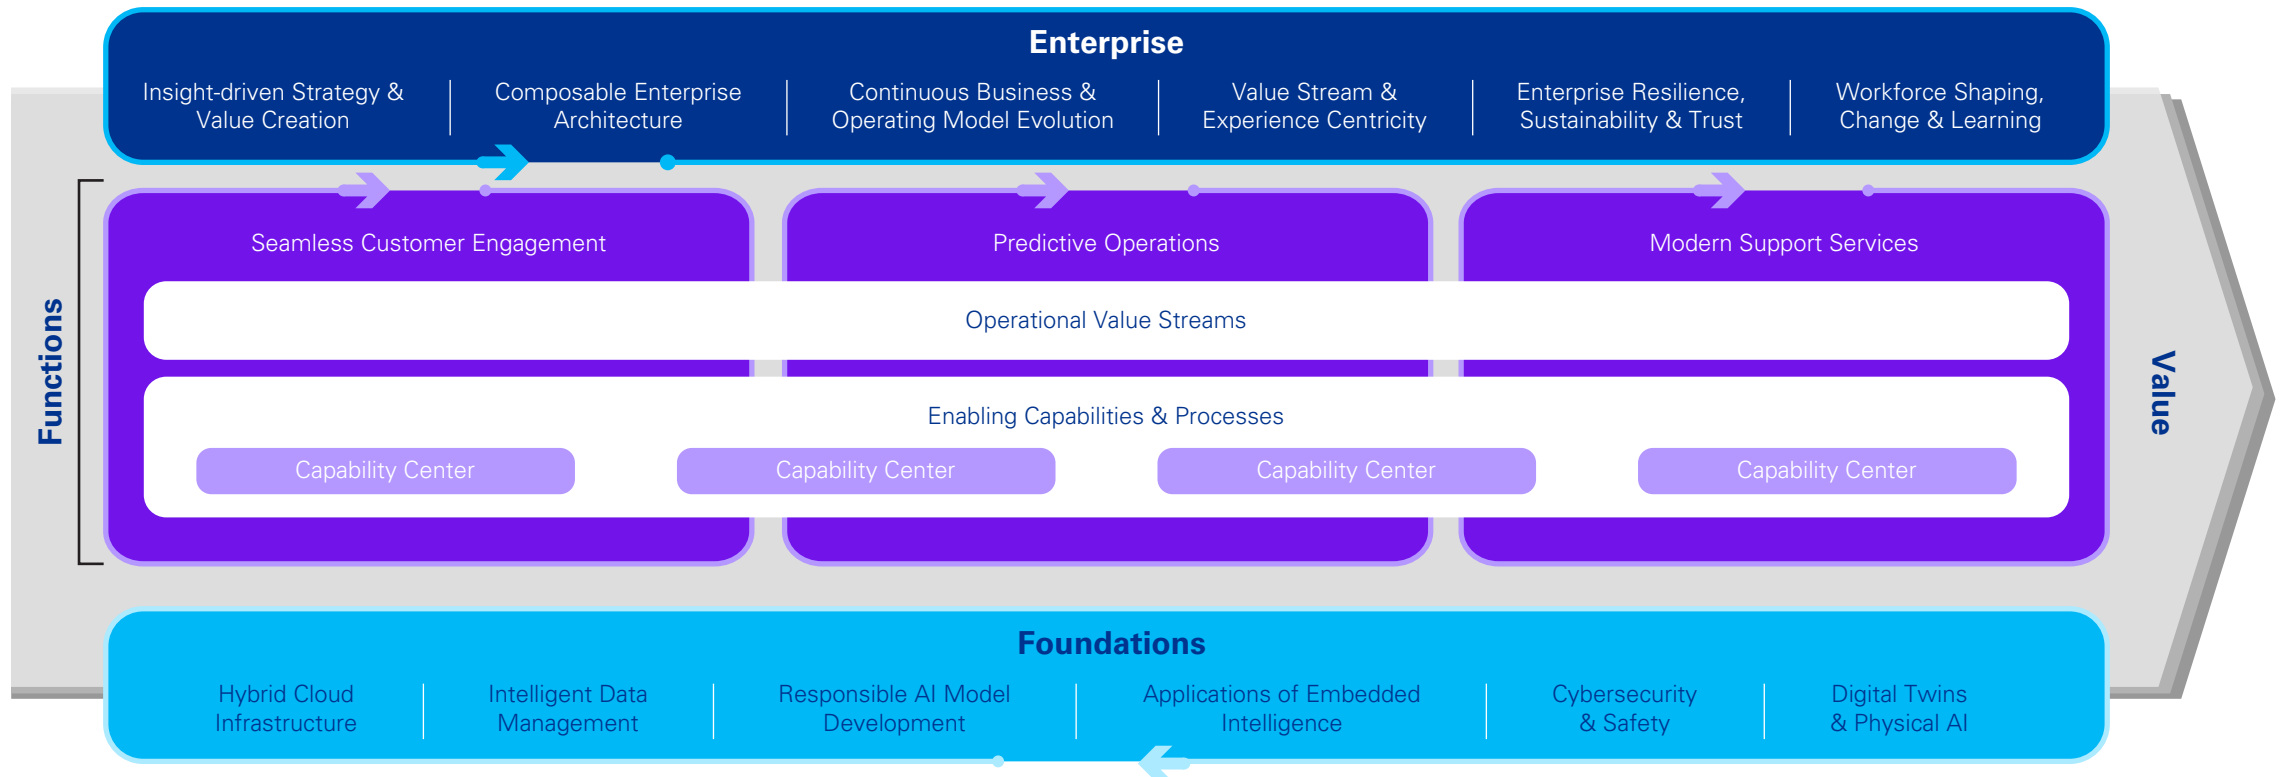 Enterprise
Insight-driven Strategy &
Value Creation
Composable Enterprise
Architecture
Continuous Business &
Operating Model Evolution
Value Stream &
Experience Centricity
Enterprise Resilience,
Sustainability & Trust
Workforce Shaping,
Change & Learning
Functions
Seamless Customer Engagement
Predictive Operations
Modern Support Services
Operational Value Streams
Enabling Capabilities & Processes
Capability Center
Capability Center
Capability Center
Capability Center
Value
Foundations
Hybrid Cloud
Infrastructure
Intelligent Data
Management
Responsible AI Model
Development
Applications of Embedded
Intelligence
Cybersecurity
& Safety
Digital Twins
& Physical AI